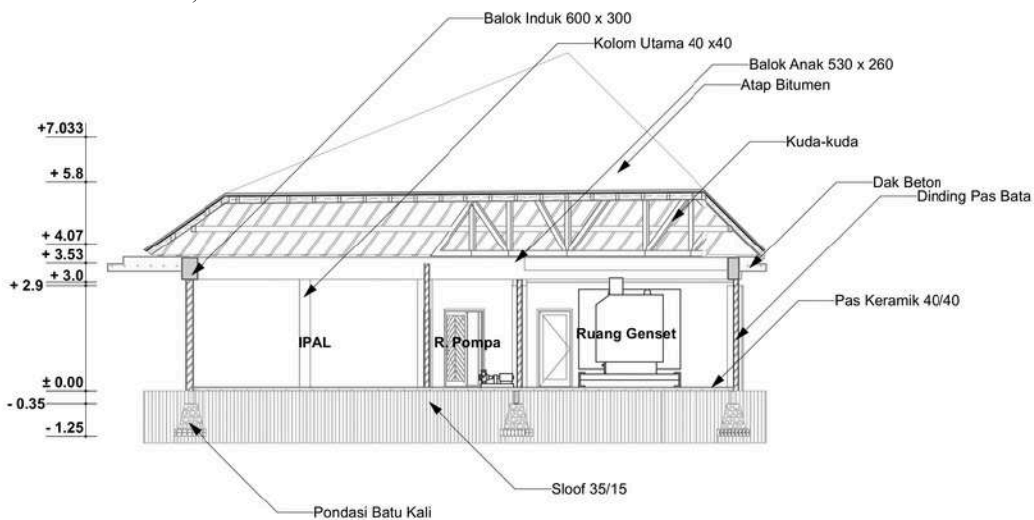 Balok Induk 600 x 300
Kolom Utama 40 x40
Balok Anak 530 x 260
Atap Bitumen
+7.033
Kuda-kuda
+ 5.8
Dak Beton
Dinding Pas Bata
+ 4.07
+ 3.53
+ 3.0
+ 2.9
Pas Keramik 40/40
IPAL
R. Pompa
Ruang Genset
± 0.00
- 0.35
- 1.25
Sloof 35/15
Pondasi Batu Kali